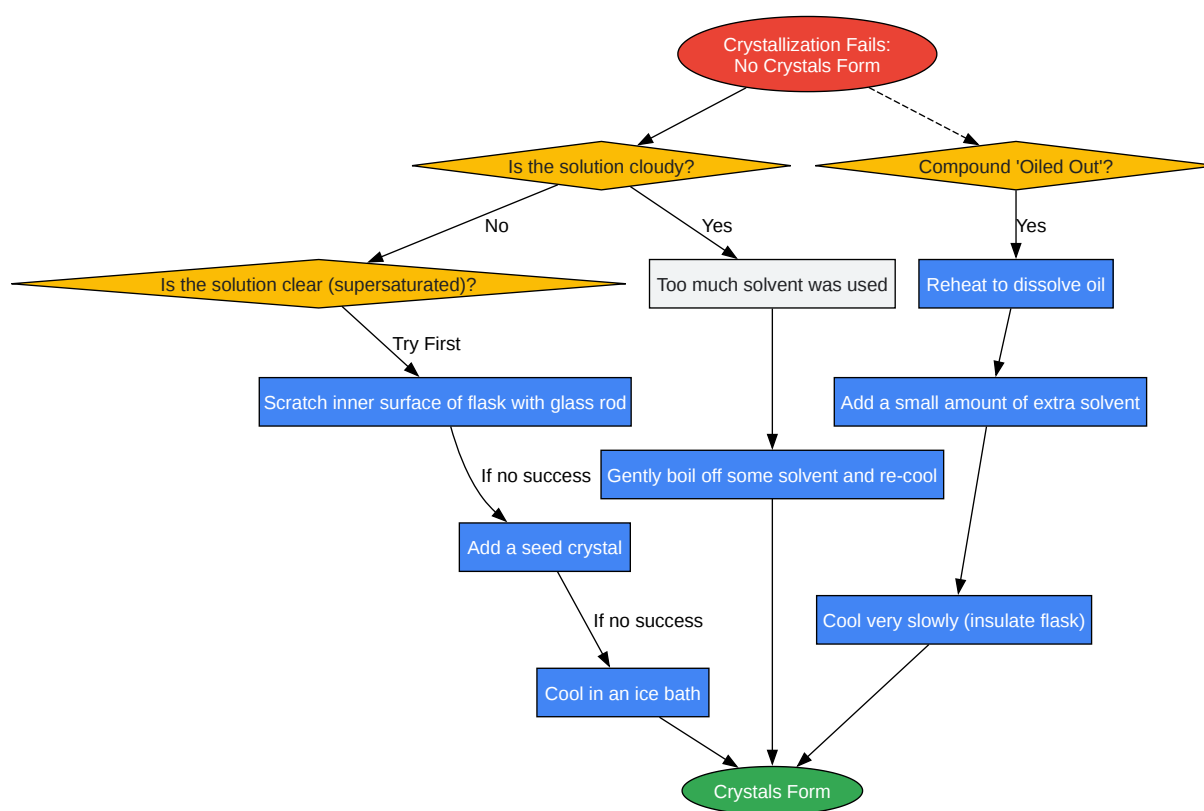 Crystallization Fails:
No Crystals Form
Is the solution cloudy?
Compound 'Oiled Out'?
No
Yes
Yes
Is the solution clear (supersaturated)?
Too much solvent was used
Reheat to dissolve oil
Try First
Scratch inner surface of flask with glass rod
Add a small amount of extra solvent
If no success
Gently boil off some solvent and re-cool
Add a seed crystal
If no success
Cool very slowly (insulate flask)
Cool in an ice bath
Crystals Form